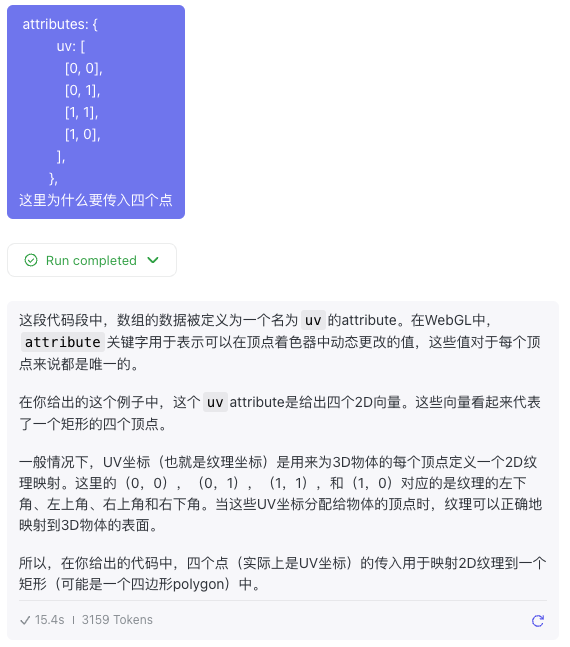 attributes: {
uv: [
[0, 0],
[0, 1],
[1, 1],
[1, 0],
],
},
这里为什么要传入四个点
Run completed
这段代码段中，数组的数据被定义为一个名为 uv 的attribute。在WebGL中，
attribute 关键字用于表示可以在顶点着色器中动态更改的值，这些值对于每个顶
点来说都是唯一的。
在你给出的这个例子中，这个 uv attribute是给出四个2D向量。这些向量看起来代表
了一个矩形的四个顶点。
一般情况下，UV坐标（也就是纹理坐标）是用来为3D物体的每个顶点定义一个2D纹
理映射。这里的（0，0），（0，1），（1，1），和（1，0）对应的是纹理的左下
角、左上角、右上角和右下角。当这些UV坐标分配给物体的顶点时，纹理可以正确地
映射到3D物体的表面。
所以，在你给出的代码中，四个点（实际上是UV坐标）的传入用于映射2D纹理到一个
矩形（可能是一个四边形polygon）中。
15.4s | 3159 Tokens